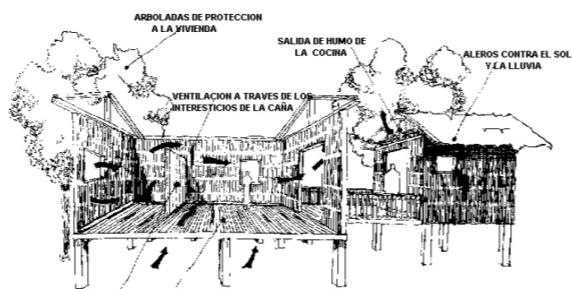 ARBOLADAS DE PROTECCION
A LA VIVIENDA
SALIDA DE HUMO DE
LA COCINA
ALEROS CONTRA EL SOL
Y LA LLUVIA
VENTILACION A TRAVES DE LOS
INTERESTICIOS DE LA CAÑA